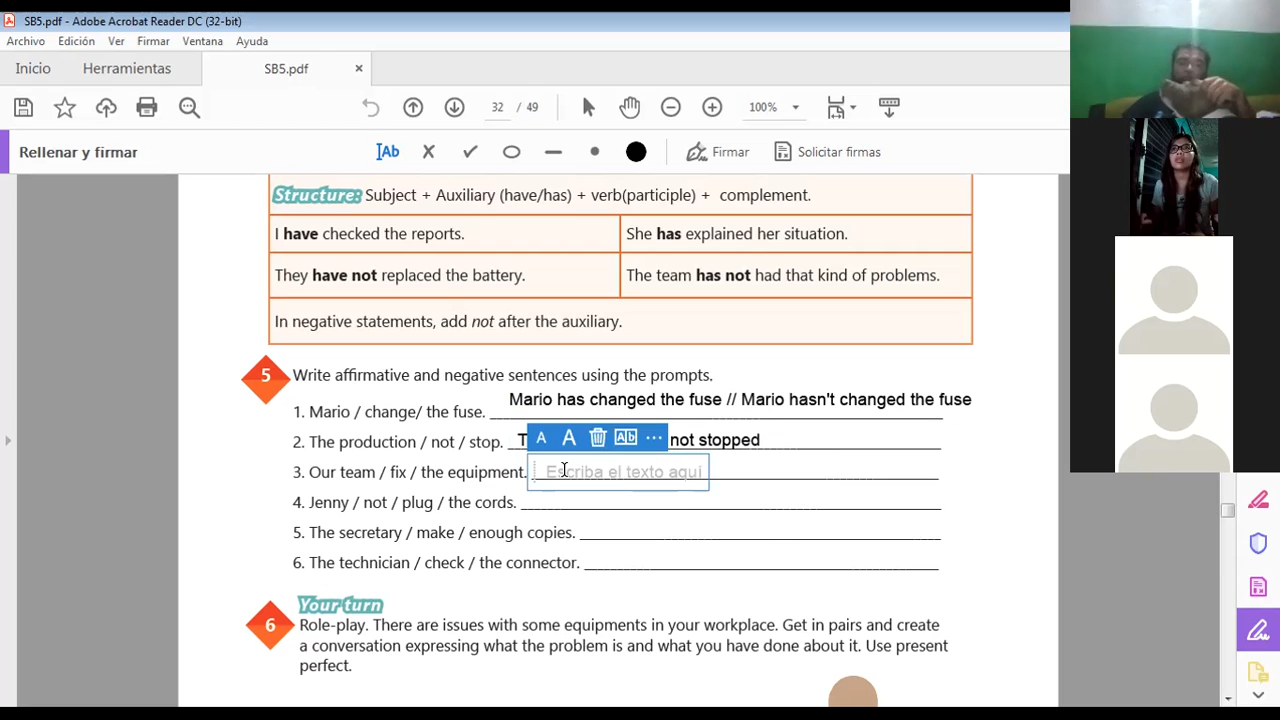 SB5.pdf - Adobe Acrobat Reader DC (32-bit)
Archivo Edición Ver Firmar Ventana Ayuda
Inicio Herramientas SB5.pdf ×
32 / 49 100%
Rellenar y firmar IAb Firmar Solicitar firmas
Structure: Subject + Auxiliary (have/has) + verb(participle) + complement.
I have checked the reports. She has explained her situation.
They have not replaced the battery. The team has not had that kind of problems.
In negative statements, add not after the auxiliary.
5 Write affirmative and negative sentences using the prompts.
Mario has changed the fuse // Mario hasn't changed the fuse
1. Mario / change/ the fuse.
2. The production / not / stop. T A A Ab ... not stopped
3. Our team / fix / the equipment. Escriba el texto aquí
4. Jenny / not / plug / the cords.
5. The secretary / make / enough copies.
6. The technician / check / the connector.
Your turn
6 Role-play. There are issues with some equipments in your workplace. Get in pairs and create
a conversation expressing what the problem is and what you have done about it. Use present
perfect.